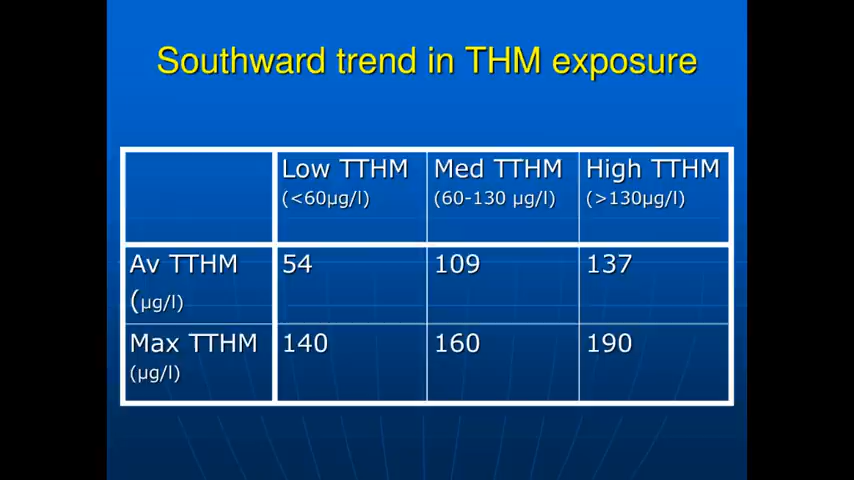 Southward trend in THM exposure
Low TTHM Med TTHM High TTHM
(<60µg/l) (60-130 µg/l) (>130µg/l)
Av TTHM 54 109 137
(µg/l)
Max TTHM 140 160 190
(µg/l)